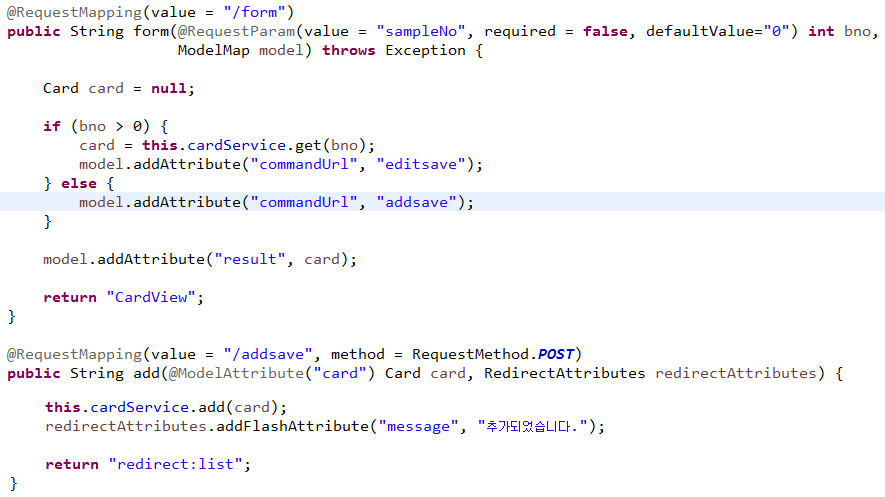 @RequestMapping(value = "/form")
public String form(@RequestParam(value = "sampleNo", required = false, defaultValue="0") int bno,
ModelMap model) throws Exception {
Card card = null;
if (bno > 0) {
card = this.cardService.get(bno);
model.addAttribute("commandUrl", "editsave");
} else {
model.addAttribute("commandUrl", "addsave");
}
model.addAttribute("result", card);
return "CardView";
}
@RequestMapping(value = "/addsave", method = RequestMethod.POST)
public String add(@ModelAttribute("card") Card card, RedirectAttributes redirectAttributes) {
this.cardService.add(card);
redirectAttributes.addFlashAttribute("message", "추가되었습니다.");
return "redirect:list";
}